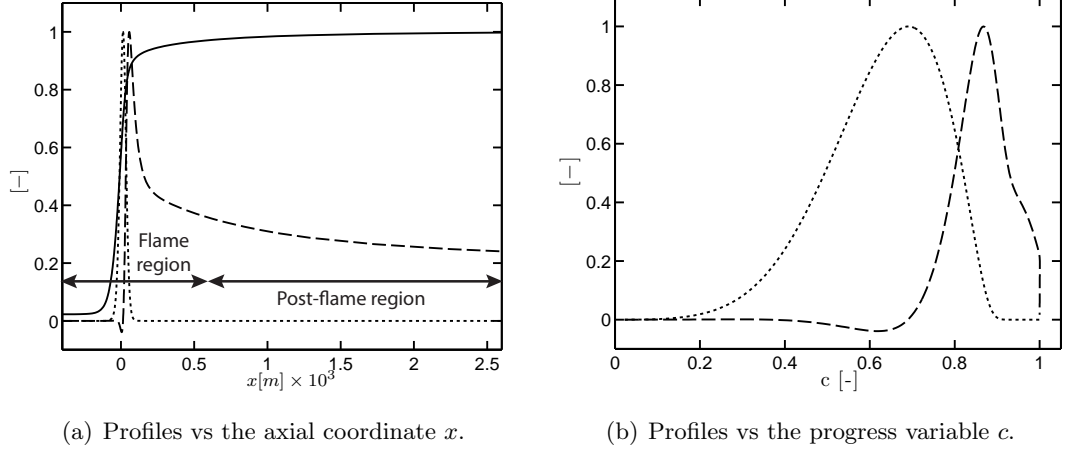 1
0.8
0.6
0.4
0.2
0
[−]
Flame
region
Post-flame region
0 0.5 1 1.5 2 2.5
x[m] × 10³
(a) Profiles vs the axial coordinate x.
1
0.8
0.6
0.4
0.2
0
[−]
0 0.2 0.4 0.6 0.8 1
c [-]
(b) Profiles vs the progress variable c.